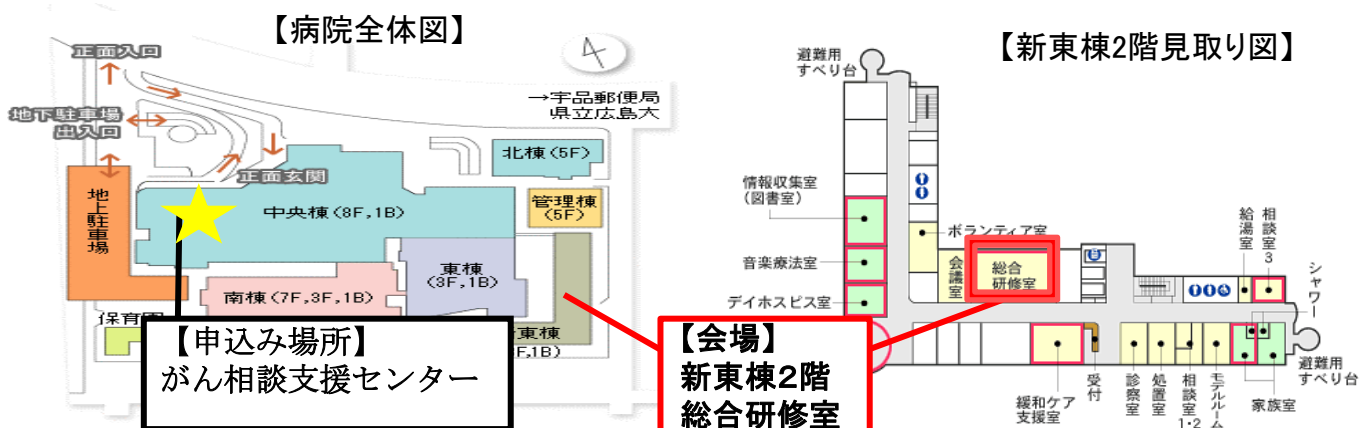 【病院全体図】
正面入口
地下駐車場
出入口
→宇品郵便局
県立広島大
北棟(5F)
正面玄関
地上駐車場
中央棟(8F,1B)
管理棟
(5F)
東棟
(3F,1B)
南棟(7F,3F,1B)
保育園
東棟
F,1B)
【申込み場所】
がん相談支援センター
【会場】
新東棟2階
総合研修室
【新東棟2階見取り図】
避難用
すべり台
情報収集室
(図書室)
ボランティア室
音楽療法室
会議室
総合
研修室
デイホスピス室
給湯室
相談室3
シャワー
避難用
すべり台
緩和ケア
支援室
受付
診察室
処置室
相談室1・2
モデルルーム
家族室